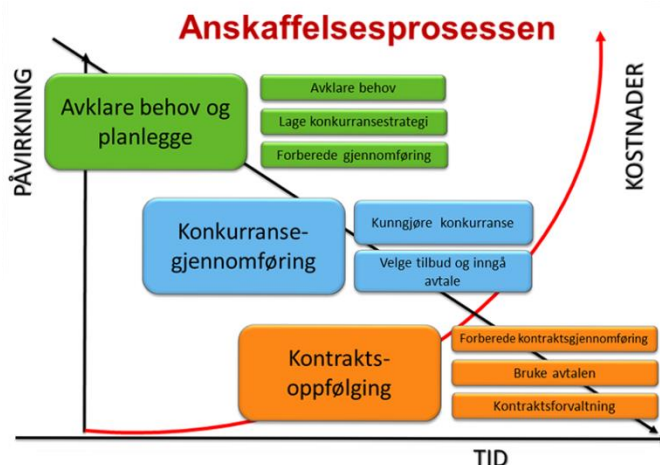 Anskaffelsesprosessen
PÅVIRKNING
KOSTNADER
Avklare behov og
planlegge
Avklare behov
Lage konkurransestrategi
Forberede gjennomføring
Konkurranse-
gjennomføring
Kunngjøre konkurranse
Velge tilbud og inngå
avtale
Kontrakts-
oppfølging
Forberede kontraktsgjennomføring
Bruke avtalen
Kontraktsforvaltning
TID